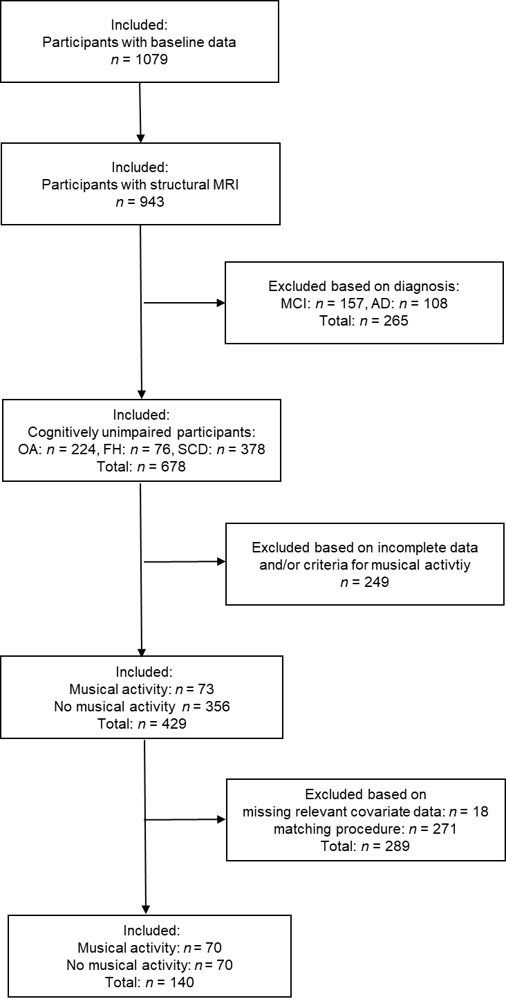 Included:
Participants with baseline data
n = 1079
Included:
Participants with structural MRI
n = 943
Excluded based on diagnosis:
MCI: n = 157, AD: n = 108
Total: n = 265
Included:
Cognitively unimpaired participants:
OA: n = 224, FH: n = 76, SCD: n = 378
Total: n = 678
Excluded based on incomplete data
and/or criteria for musical activtiy
n = 249
Included:
Musical activity: n = 73
No musical activity n = 356
Total: n = 429
Excluded based on
missing relevant covariate data: n = 18
matching procedure: n = 271
Total: n = 289
Included:
Musical activity: n = 70
No musical activity: n = 70
Total: n = 140